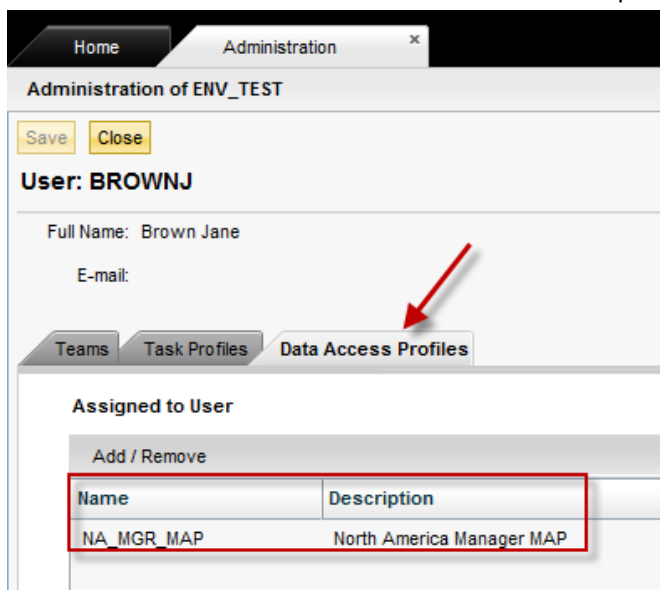 Home Administration ×
Administration of ENV_TEST
Save Close
User: BROWNJ
Full Name: Brown Jane
E-mail:
Teams Task Profiles Data Access Profiles
Assigned to User
Add / Remove
Name Description
NA_MGR_MAP North America Manager MAP